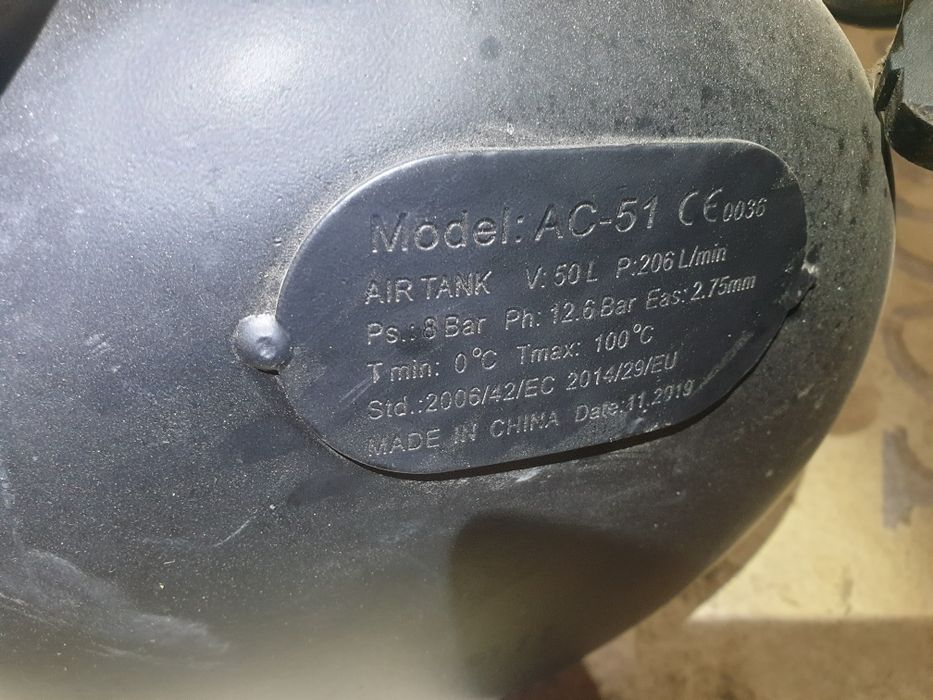 Model: AC-51 CE 0036
AIR TANK V: 50 L P:206 L/min
Ps.: 8 Bar Ph: 12.6 Bar Eas: 2.75mm
T min: 0°C Tmax: 100°C
Std.:2006/42/EC 2014/29/EU
MADE IN CHINA Date:11.2019